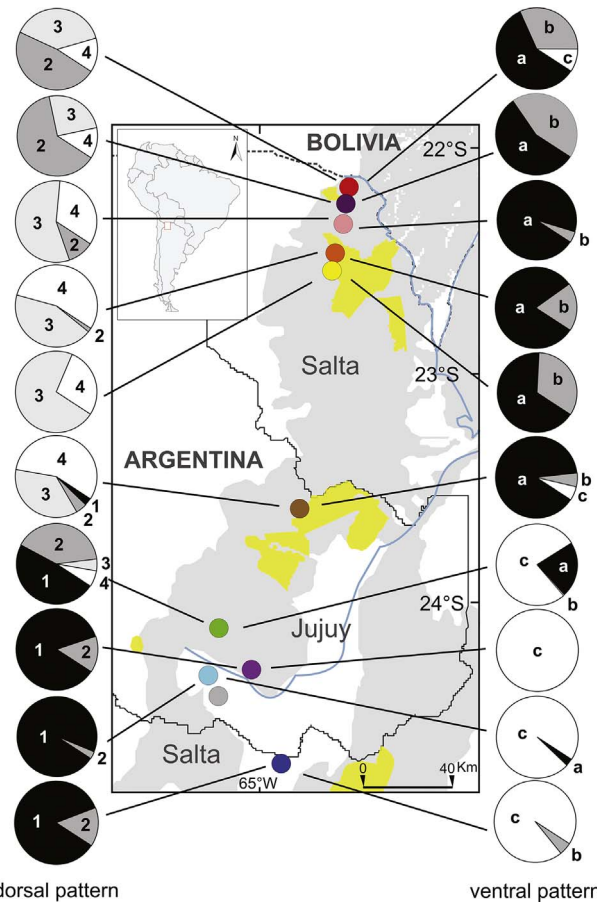 3
4
2
b
a
c
N
BOLIVIA
22°S
3
2
4
b
a
3
4
2
a
b
4
3
2
a
b
Salta
23°S
3
4
b
a
ARGENTINA
4
3
1
2
a
b
c
2
1
3
4
c
a
b
24°S
Jujuy
1
2
c
1
2
c
a
Salta
65°W
0
40 Km
1
2
c
b
dorsal pattern
ventral pattern